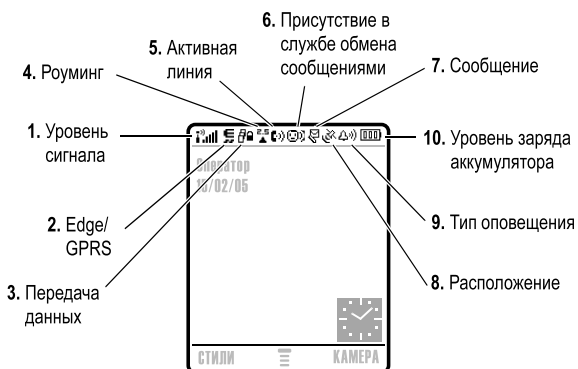 6. Присутствие в
службе обмена
сообщениями
5. Активная
линия
7. Сообщение
4. Роуминг
1. Уровень
сигнала
10. Уровень заряда
аккумулятора
Оператор
15/02/05
2. Edge/
GPRS
9. Тип оповещения
3. Передача
данных
8. Расположение
СТИЛИ
КАМЕРА